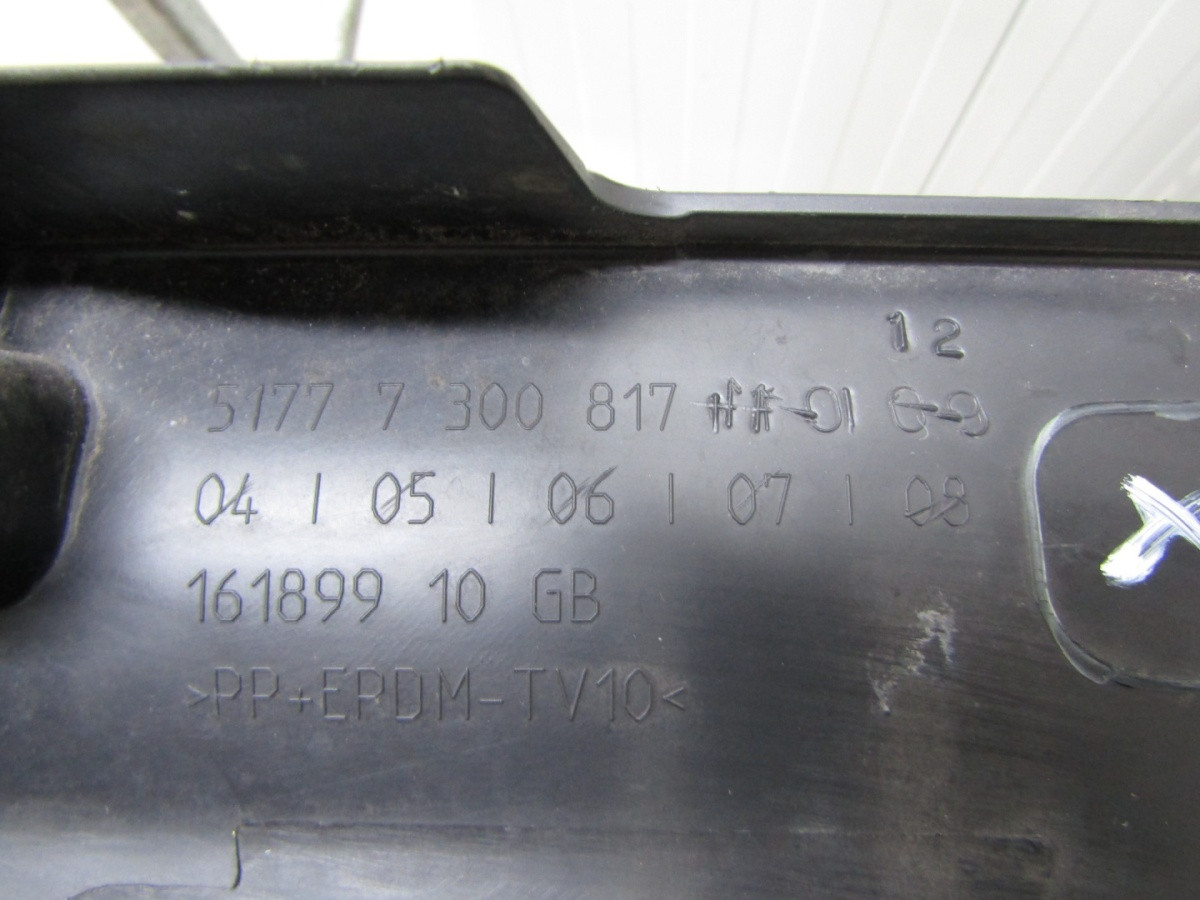 12
5177 7 300 817
04 | 05 | 06 | 07 | 08
161899 10 GB
>PP+EPDM-TV10<